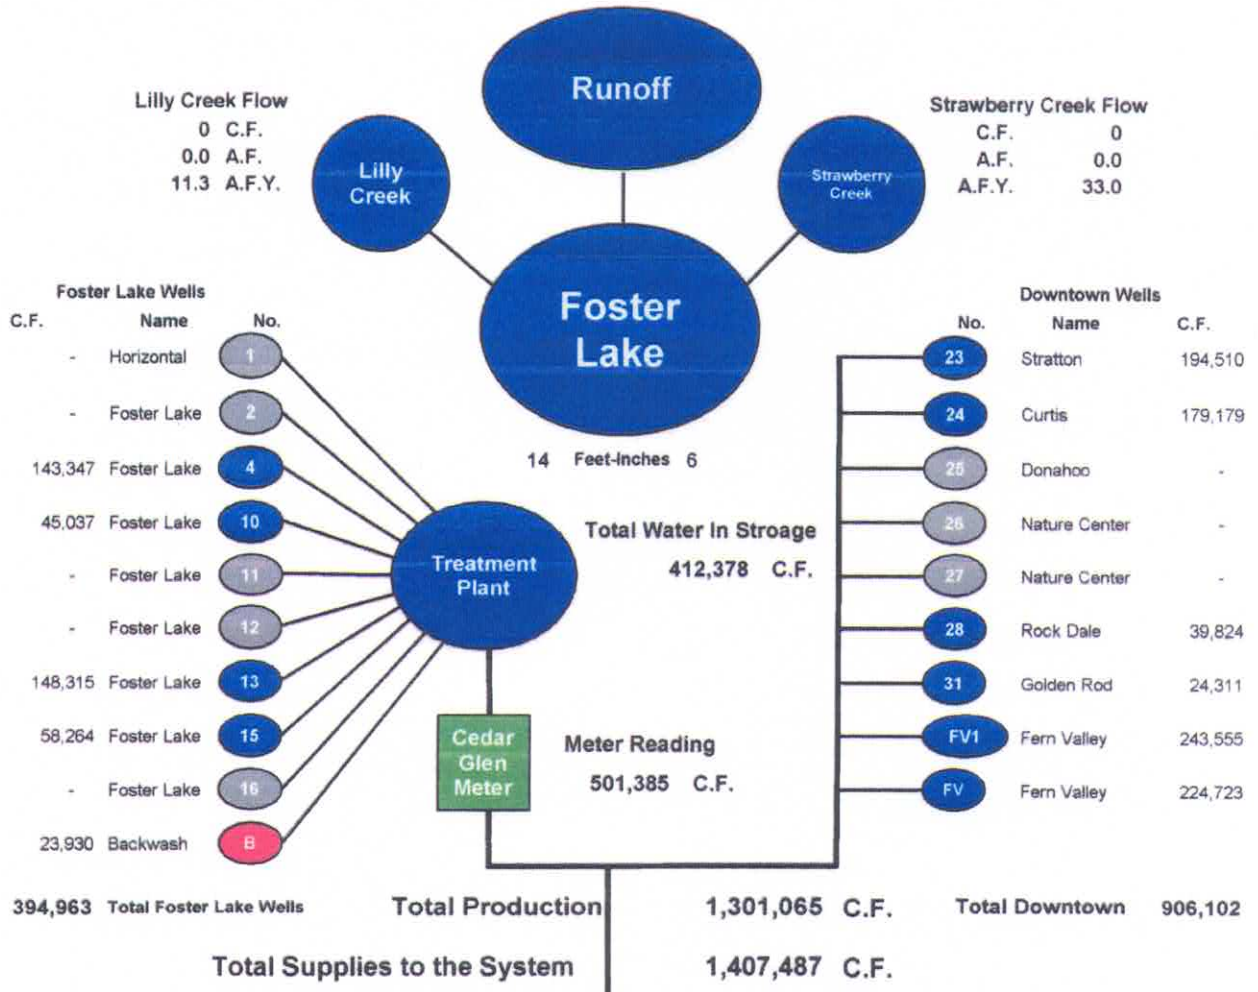 Runoff
Lilly Creek Flow
0 C.F.
0.0 A.F.
11.3 A.F.Y.
Lilly
Creek
Strawberry
Creek
Strawberry Creek Flow
C.F. 0
A.F. 0.0
A.F.Y. 33.0
Foster
Lake
14 Feet-Inches 6
Foster Lake Wells
C.F. Name No.
- Horizontal 1
- Foster Lake 2
143,347 Foster Lake 4
45,037 Foster Lake 10
- Foster Lake 11
- Foster Lake 12
148,315 Foster Lake 13
58,264 Foster Lake 15
- Foster Lake 16
23,930 Backwash B
394,963 Total Foster Lake Wells
Treatment
Plant
Total Water In Stroage
412,378 C.F.
Cedar
Glen
Meter
Meter Reading
501,385 C.F.
Downtown Wells
No. Name C.F.
23 Stratton 194,510
24 Curtis 179,179
25 Donahoo -
26 Nature Center -
27 Nature Center -
28 Rock Dale 39,824
31 Golden Rod 24,311
FV1 Fern Valley 243,555
FV Fern Valley 224,723
Total Production 1,301,065 C.F.
Total Downtown 906,102
Total Supplies to the System 1,407,487 C.F.